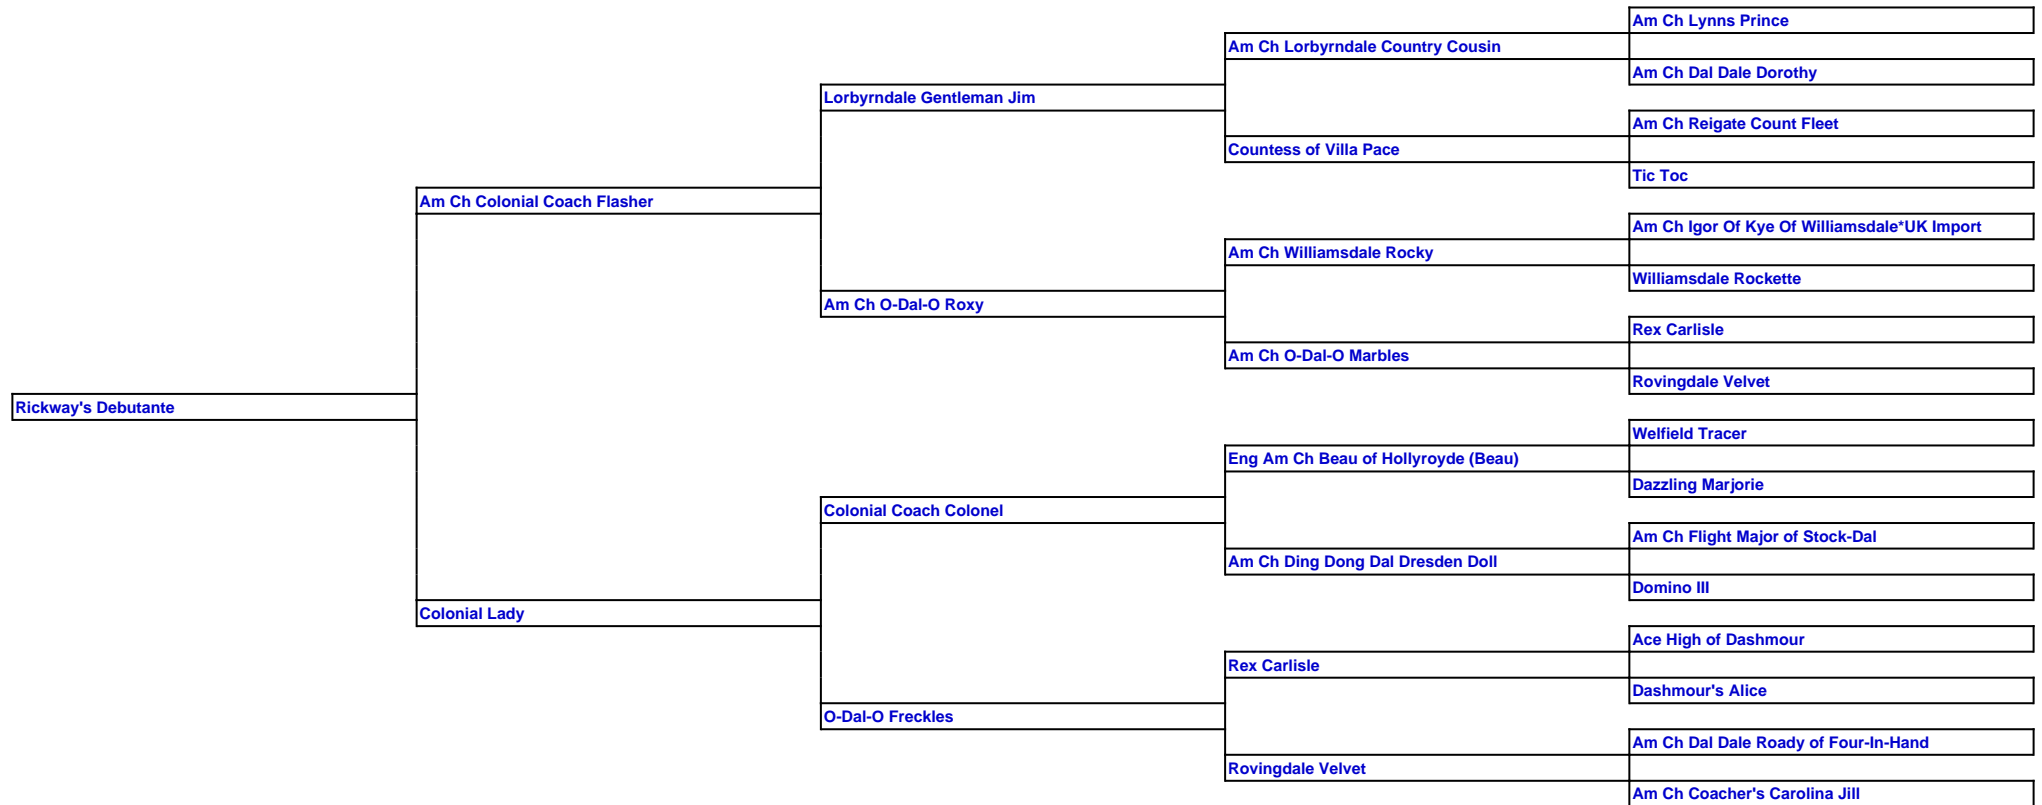 Am Ch Lynns Prince
Am Ch Lorbyrndale Country Cousin
Am Ch Dal Dale Dorothy
Lorbyrndale Gentleman Jim
Am Ch Reigate Count Fleet
Countess of Villa Pace
Tic Toc
Am Ch Colonial Coach Flasher
Am Ch Igor Of Kye Of Williamsdale*UK Import
Am Ch Williamsdale Rocky
Williamsdale Rockette
Am Ch O-Dal-O Roxy
Rex Carlisle
Am Ch O-Dal-O Marbles
Rovingdale Velvet
Rickway's Debutante
Welfield Tracer
Eng Am Ch Beau of Hollyroyde (Beau)
Dazzling Marjorie
Colonial Coach Colonel
Am Ch Flight Major of Stock-Dal
Am Ch Ding Dong Dal Dresden Doll
Domino III
Colonial Lady
Ace High of Dashmour
Rex Carlisle
Dashmour's Alice
O-Dal-O Freckles
Am Ch Dal Dale Roady of Four-In-Hand
Rovingdale Velvet
Am Ch Coacher's Carolina Jill